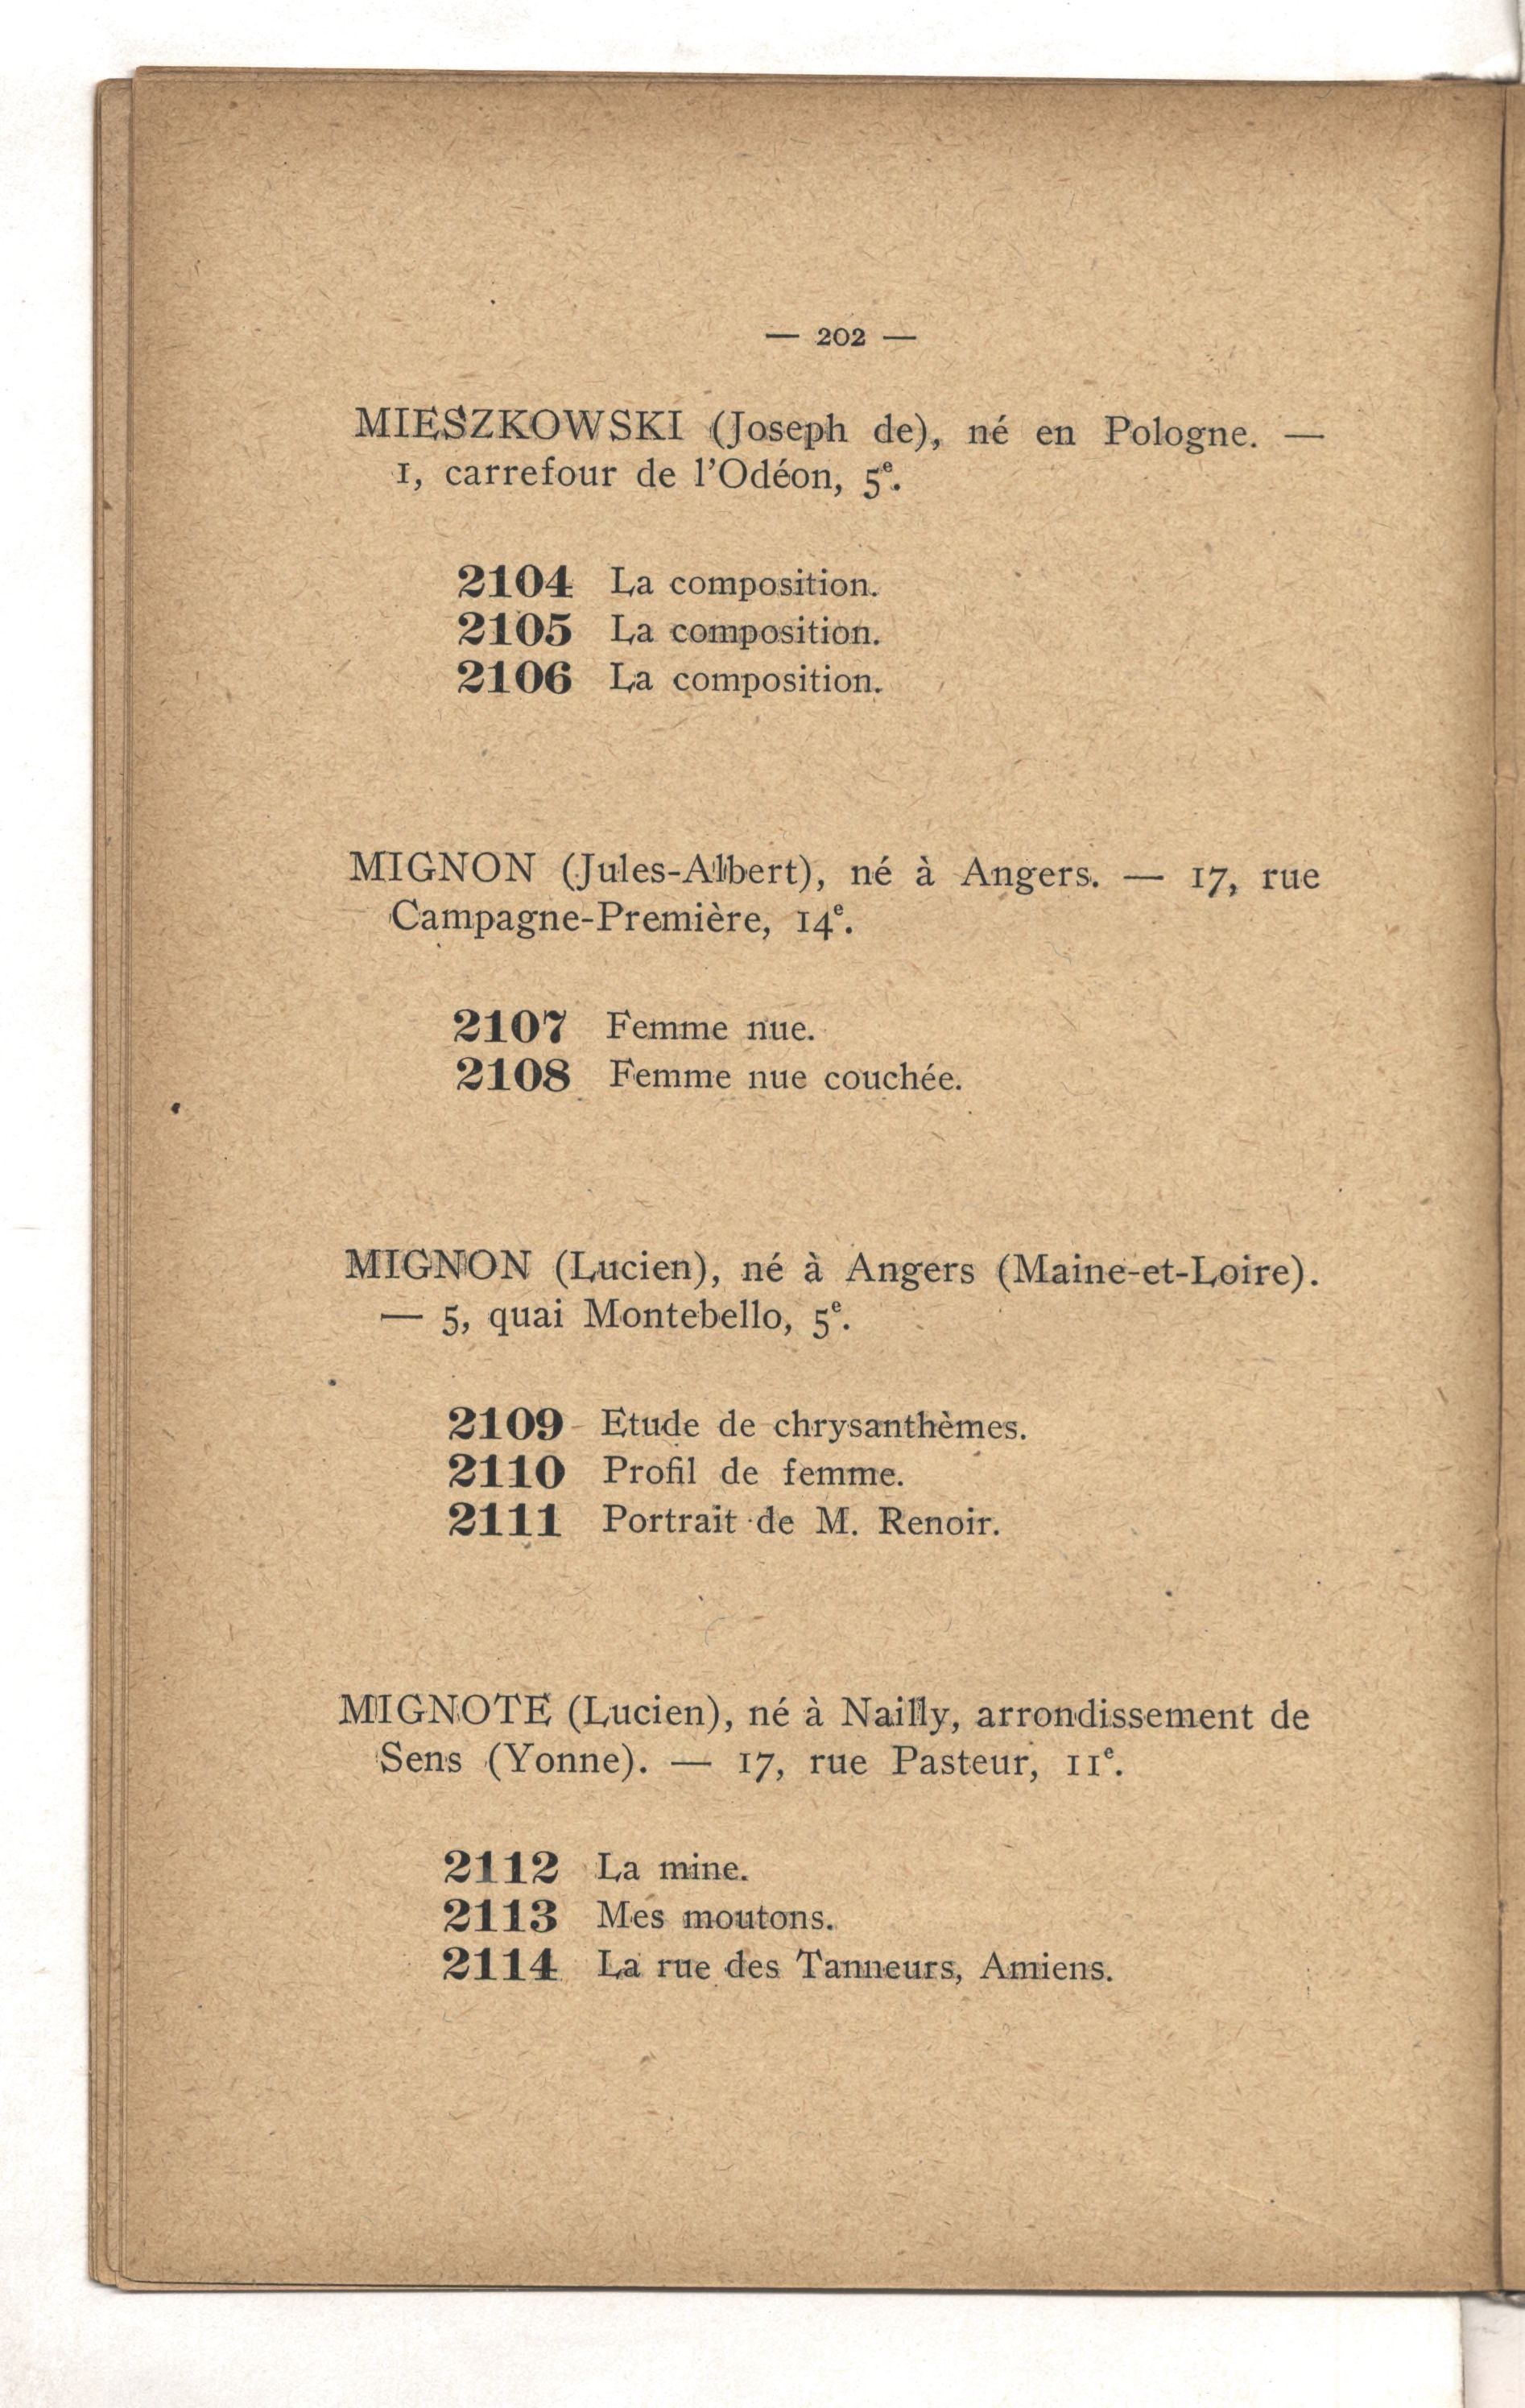 — 202 —
MIESZKOWSKI (Joseph de), né en Pologne. —
1, carrefour de l'Odéon, 5e.
2104 La composition.
2105 La composition.
2106 La composition.
MIGNON (Jules-Albert), né à Angers. — 17, rue
Campagne-Première, 14e.
2107 Femme nue.
2108 Femme nue couchée.
MIGNON (Lucien), né à Angers (Maine-et-Loire).
— 5, quai Montebello, 5e.
2109 Etude de chrysanthèmes.
2110 Profil de femme.
2111 Portrait de M. Renoir.
MIGNOTE (Lucien), né à Nailly, arrondissement de
Sens (Yonne). — 17, rue Pasteur, 11e.
2112 La mine.
2113 Mes moutons.
2114 La rue des Tanneurs, Amiens.